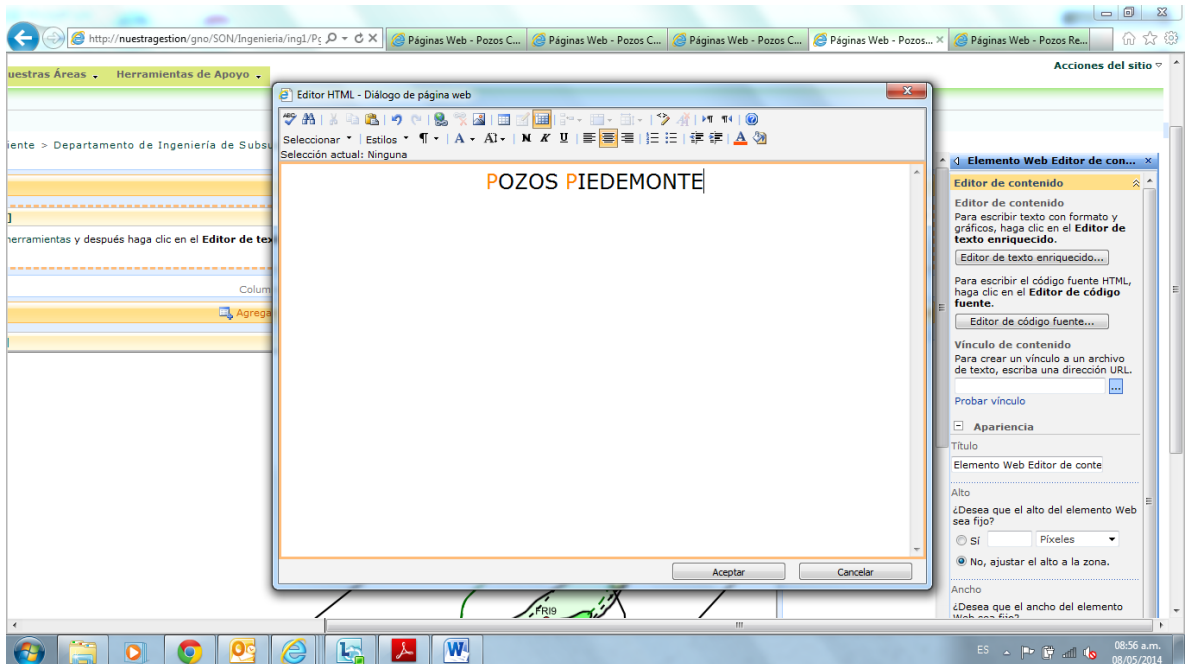 http://nuestragestion/gno/SON/Ingenieria/ing1/Pç
Páginas Web - Pozos C...
Páginas Web - Pozos C...
Páginas Web - Pozos C...
Páginas Web - Pozos...
Páginas Web - Pozos Re...
Acciones del sitio
uestras Áreas
Herramientas de Apoyo
Editor HTML - Diálogo de página web
Seleccionar
Estilos
A
N K U
Selección actual: Ninguna
POZOS PIEDEMONTE
iente > Departamento de Ingeniería de Subsu
]
herramientas y después haga clic en el Editor de tex
Colum
Agrega
]
Aceptar
Cancelar
FRI9
Elemento Web Editor de con...
Editor de contenido
Editor de contenido
Para escribir texto con formato y
gráficos, haga clic en el Editor de
texto enriquecido.
Editor de texto enriquecido...
Para escribir el código fuente HTML,
haga clic en el Editor de código
fuente.
Editor de código fuente...
Vínculo de contenido
Para crear un vínculo a un archivo
de texto, escriba una dirección URL.
...
Probar vínculo
Apariencia
Título
Elemento Web Editor de conte
Alto
¿Desea que el alto del elemento Web
sea fijo?
Sí
Píxeles
No, ajustar el alto a la zona.
Ancho
¿Desea que el ancho del elemento
Web sea fijo?
ES
08:56 a.m.
08/05/2014